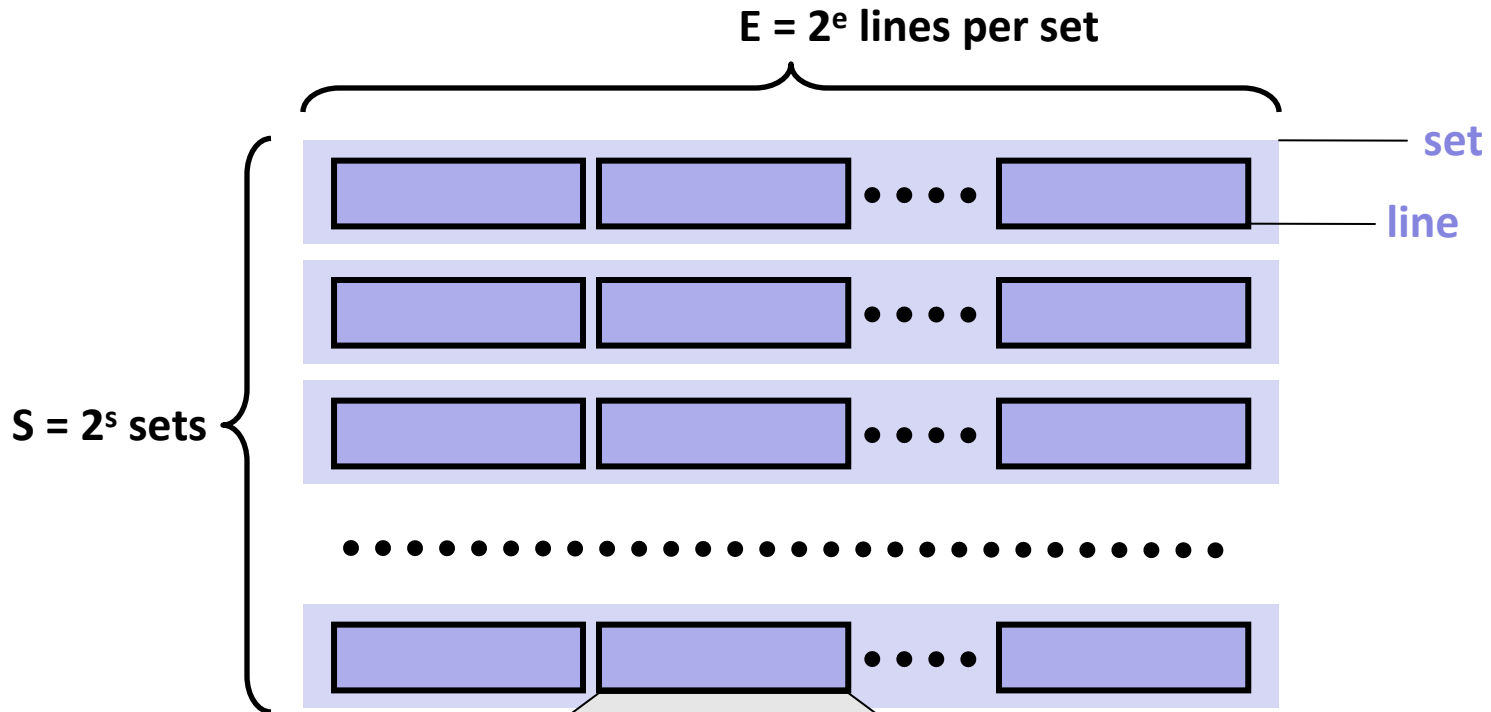 E = 2ᵉ lines per set
set
line
S = 2ˢ sets